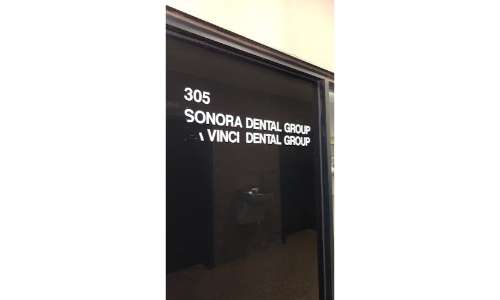 305
SONORA DENTAL GROUP
VINCI DENTAL GROUP